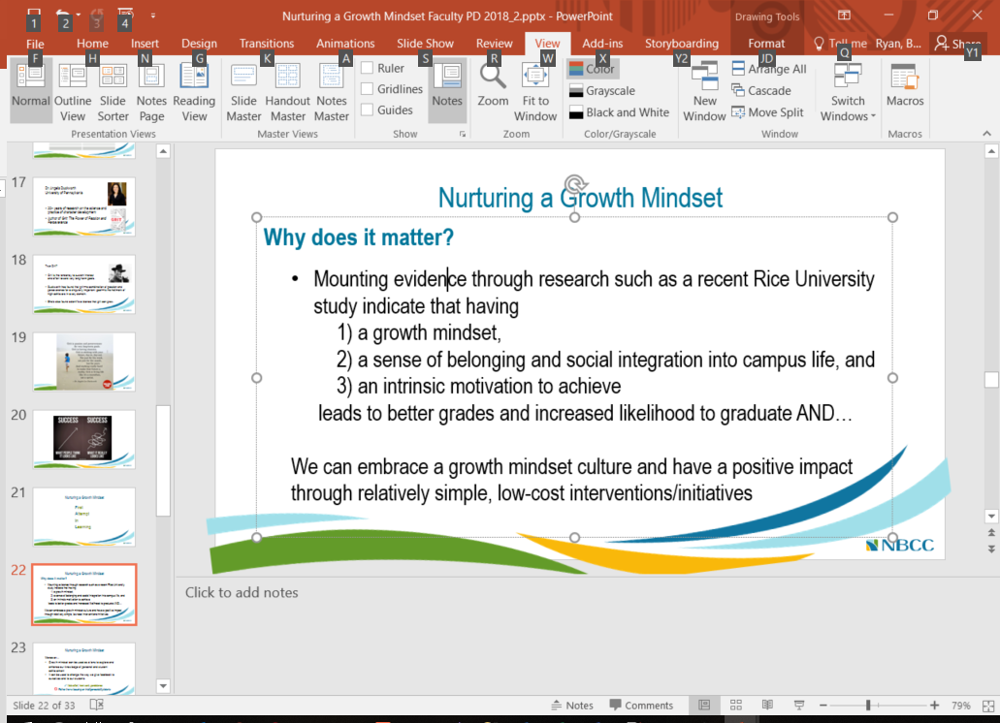 1 2 3 4
Nurturing a Growth Mindset Faculty PD 2018_2.pptx - PowerPoint
Drawing Tools
File Home Insert Design Transitions Animations Slide Show Review View Add-ins Storyboarding Format Tell me Ryan, B... Share
F H N G K A S R W X Y2 JD Q Y1
Normal
Outline View
Slide Sorter
Notes Page
Reading View
Presentation Views
Slide Master
Handout Master
Notes Master
Master Views
Ruler
Gridlines
Guides
Show
Notes
Zoom
Fit to Window
Zoom
Color
Grayscale
Black and White
Color/Grayscale
New Window
Arrange All
Cascade
Move Split
Window
Switch Windows
Macros
Macros
17
Dr. Angela Duckworth
University of Pennsylvania
18
19
20
SUCCESS SUCCESS
21
Nurturing a Growth Mindset
First
Attempt
In
Learning
22
Nurturing a Growth Mindset
Why does it matter?
23
Nurturing a Growth Mindset
Nurturing a Growth Mindset
Why does it matter?
• Mounting evidence through research such as a recent Rice University
study indicate that having
1) a growth mindset,
2) a sense of belonging and social integration into campus life, and
3) an intrinsic motivation to achieve
leads to better grades and increased likelihood to graduate AND…
We can embrace a growth mindset culture and have a positive impact
through relatively simple, low-cost interventions/initiatives
NBCC
Click to add notes
Slide 22 of 33
Notes Comments 79%